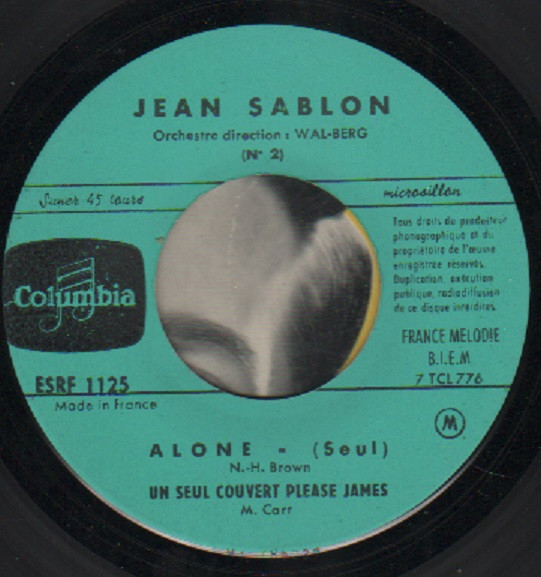 JEAN SABLON
Orchestre direction : WAL-BERG
(N° 2)
Super 45 tours
microsillon
Tous droits du producteur
phonographique et du
propriétaire de l'œuvre
enregistrée réservés.
Duplication, exécution
publique, radiodiffusion
de ce disque interdites.
Columbia
FRANCE MELODIE
B.I.E.M.
7 TCL 776
ESRF 1125
Made in France
M
ALONE - (Seul)
N.-H. Brown
UN SEUL COUVERT PLEASE JAMES
M. Carr